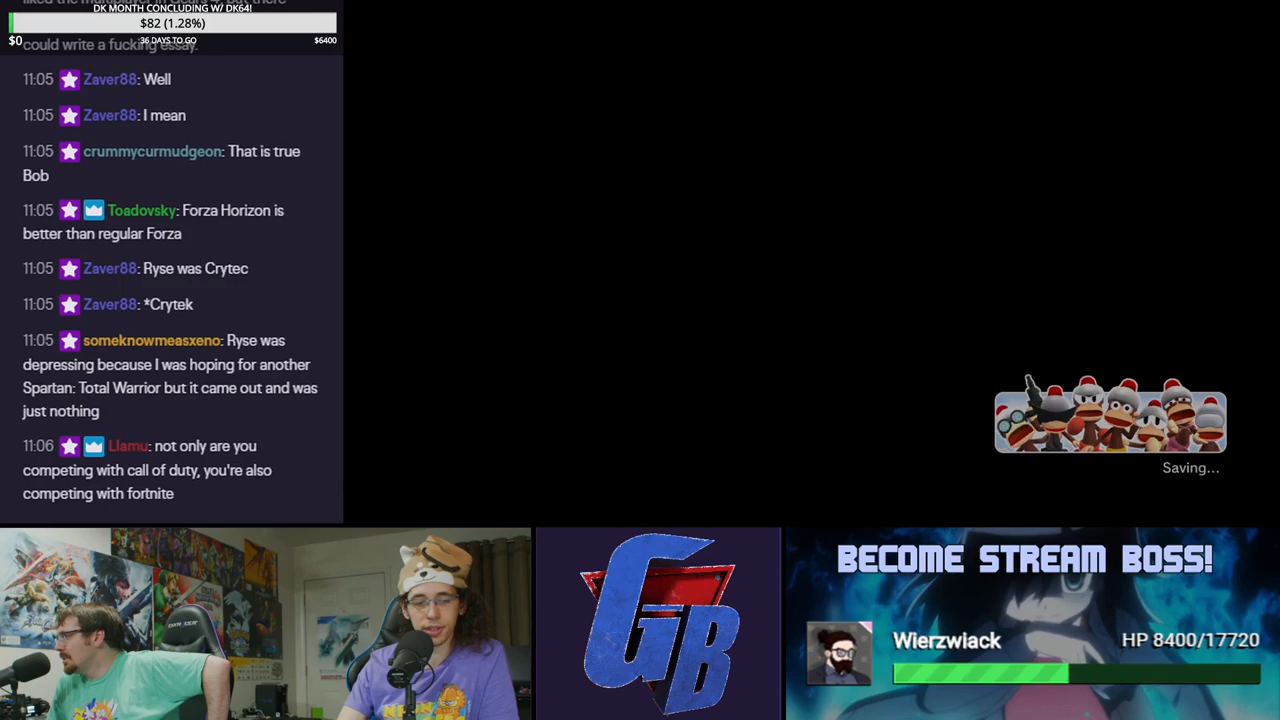 DK MONTH CONCLUDING W/ DK64!
$82 (1.28%)
$0
36 DAYS TO GO
$6400
could write a fucking essay.
11:05 Zaver88: Well
11:05 Zaver88: I mean
11:05 crummycurmudgeon: That is true
Bob
11:05 Toadovsky: Forza Horizon is
better than regular Forza
11:05 Zaver88: Ryse was Crytec
11:05 Zaver88: *Crytek
11:05 someknowmeasxeno: Ryse was
depressing because I was hoping for another
Spartan: Total Warrior but it came out and was
just nothing
11:06 Llamu: not only are you
competing with call of duty, you're also
competing with fortnite
Saving...
GB
BECOME STREAM BOSS!
Wierzwiack
HP 8400/17720